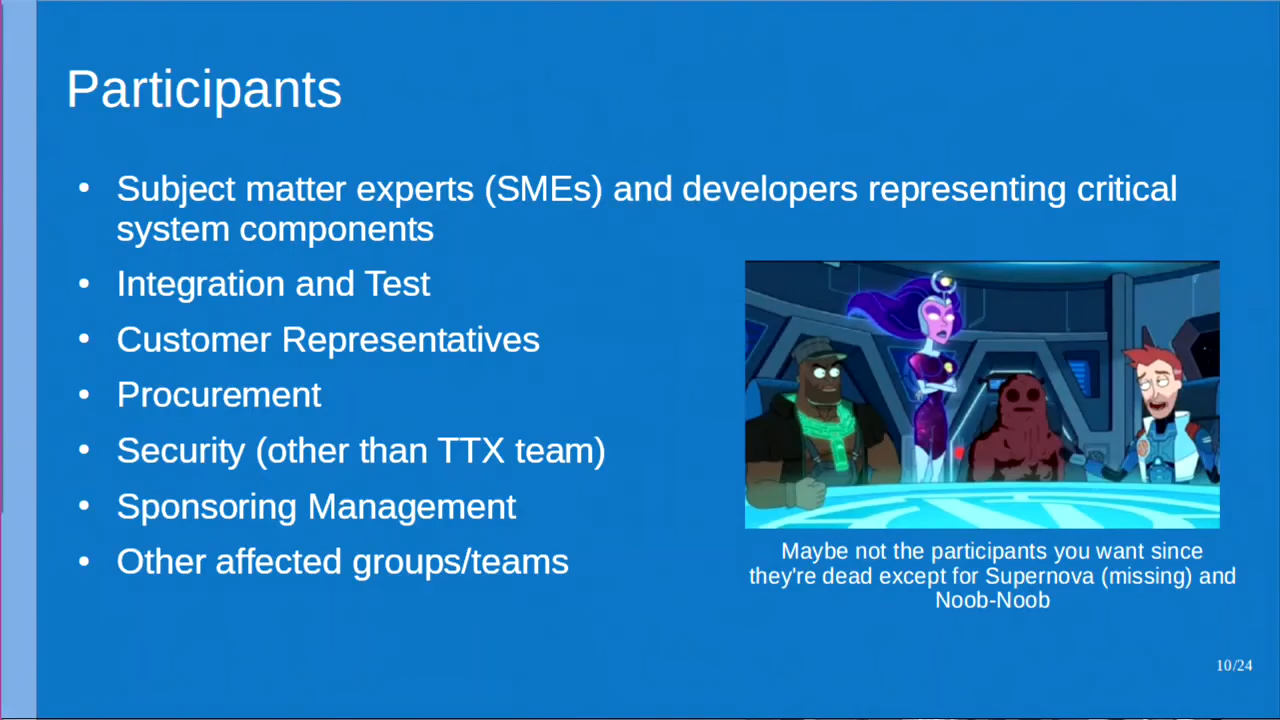 Participants
• Subject matter experts (SMEs) and developers representing critical
system components
• Integration and Test
• Customer Representatives
• Procurement
• Security (other than TTX team)
• Sponsoring Management
• Other affected groups/teams
Maybe not the participants you want since
they're dead except for Supernova (missing) and
Noob-Noob
10/24